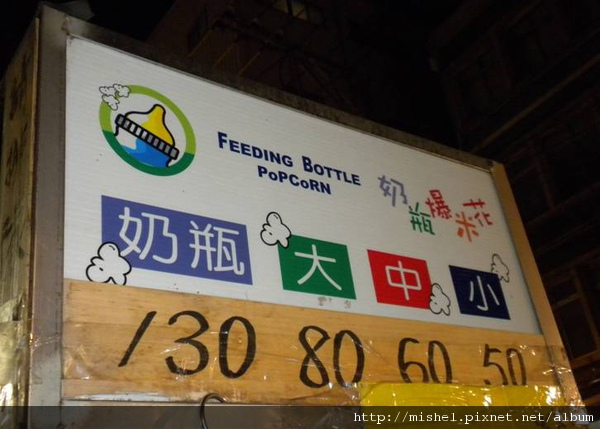 FEEDING BOTTLE
PoPCoRN
奶瓶爆米花
奶瓶 大 中 小
130 80 60 50
http://mishel.pixnet.net/album